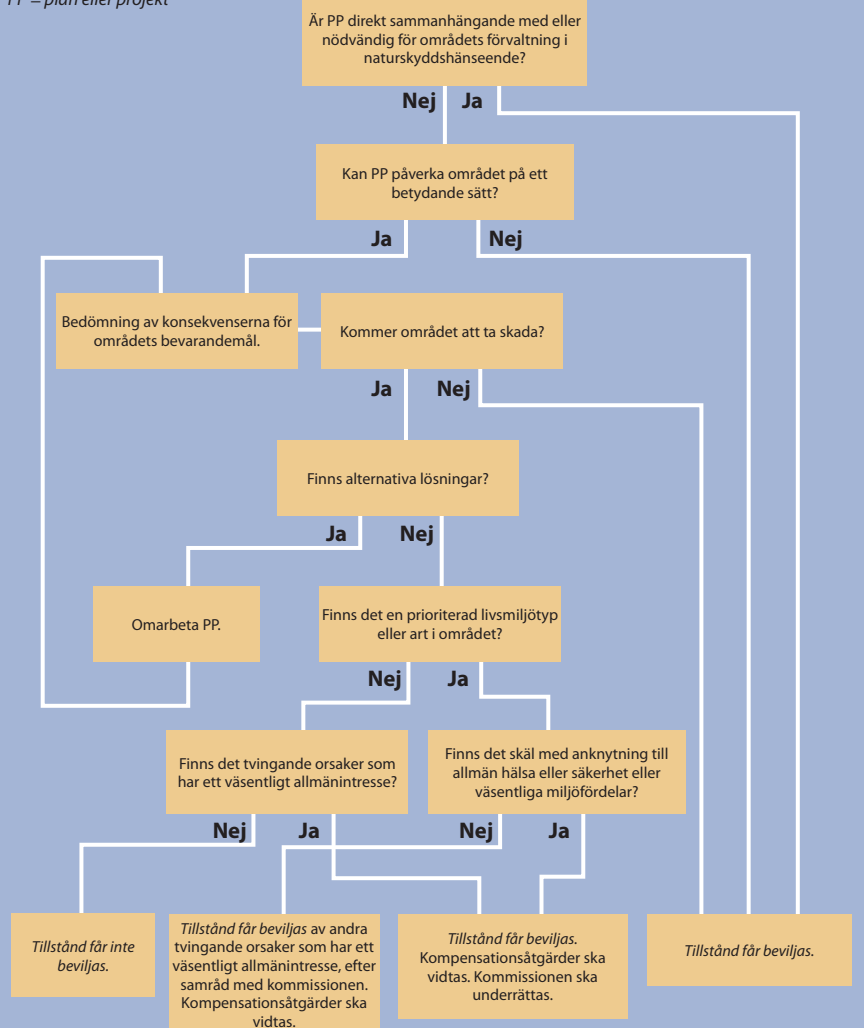 PP = plan eller projekt
Är PP direkt sammanhängande med eller
nödvändig för områdets förvaltning i
naturskyddshänseende?
Nej Ja
Kan PP påverka området på ett
betydande sätt?
Ja Nej
Bedömning av konsekvenserna för
områdets bevarandemål.
Kommer området att ta skada?
Ja Nej
Finns alternativa lösningar?
Ja Nej
Omarbeta PP.
Finns det en prioriterad livsmiljötyp
eller art i området?
Nej Ja
Finns det tvingande orsaker som
har ett väsentligt allmänintresse?
Finns det skäl med anknytning till
allmän hälsa eller säkerhet eller
väsentliga miljöfördelar?
Nej Ja Nej Ja
Tillstånd får inte
beviljas.
Tillstånd får beviljas av andra
tvingande orsaker som har ett
väsentligt allmänintresse, efter
samråd med kommissionen.
Kompensationsåtgärder ska
vidtas.
Tillstånd får beviljas.
Kompensationsåtgärder ska
vidtas. Kommissionen ska
underrättas.
Tillstånd får beviljas.